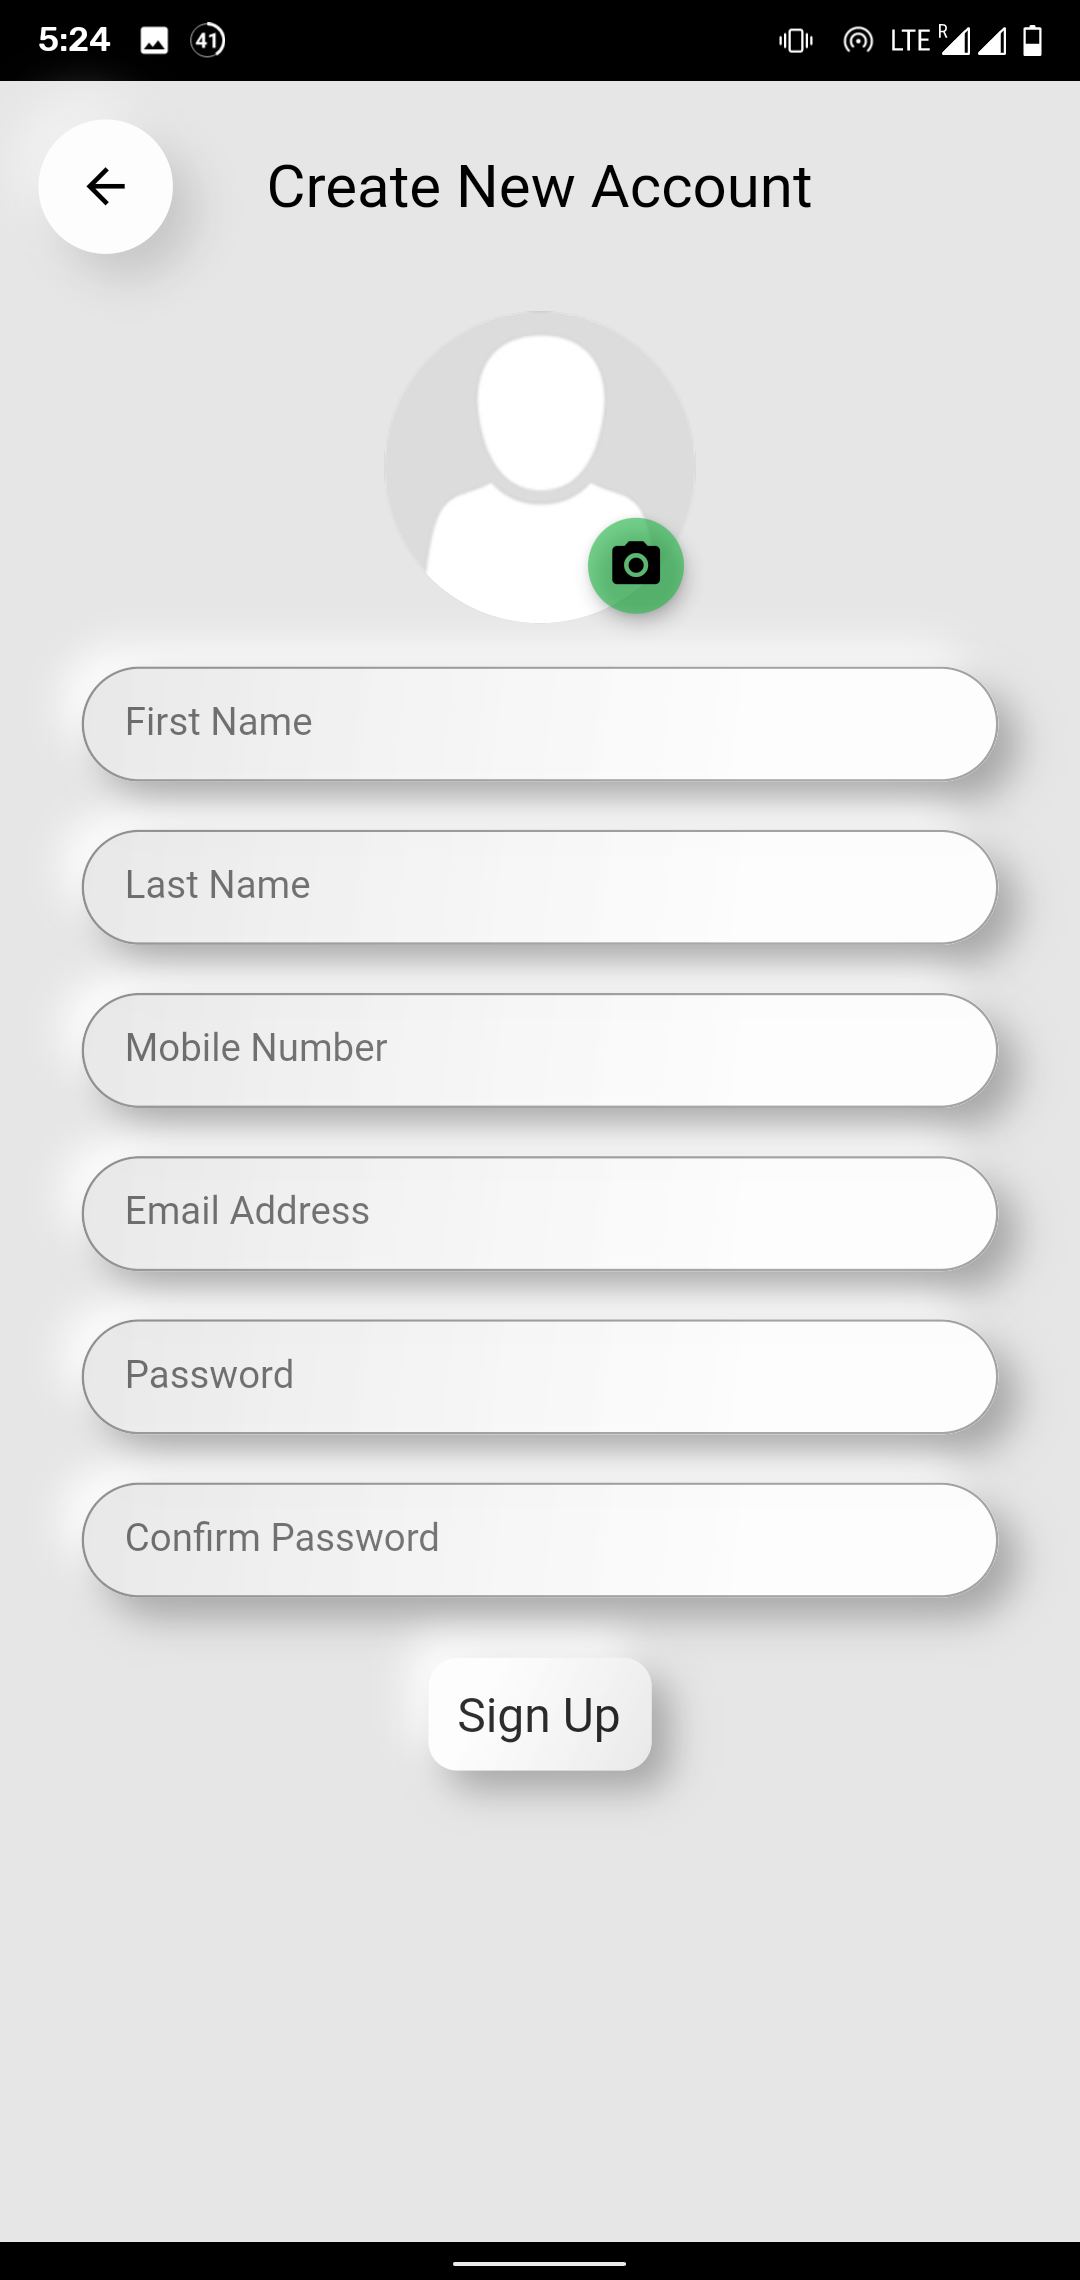 5:24 41 LTE R
Create New Account
First Name
Last Name
Mobile Number
Email Address
Password
Confirm Password
Sign Up